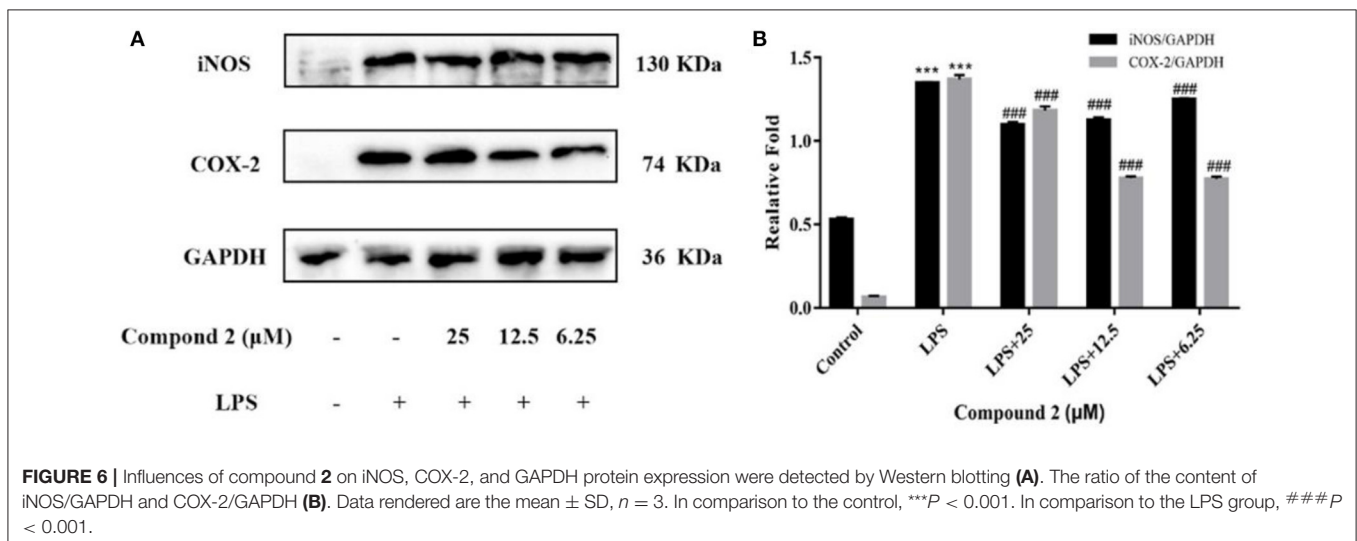 A
iNOS
130 KDa
COX-2
74 KDa
GAPDH
36 KDa
Compond 2 (μM) - - 25 12.5 6.25
LPS - + + + +
B
iNOS/GAPDH
COX-2/GAPDH
Realative Fold
1.5
1.0
0.5
0.0
*** ***
### ###
### ###
### ###
Control
LPS
LPS+25
LPS+12.5
LPS+6.25
Compound 2 (μM)
FIGURE 6 | Influences of compound 2 on iNOS, COX-2, and GAPDH protein expression were detected by Western blotting (A). The ratio of the content of
iNOS/GAPDH and COX-2/GAPDH (B). Data rendered are the mean ± SD, n = 3. In comparison to the control, ***P < 0.001. In comparison to the LPS group, ###P
< 0.001.